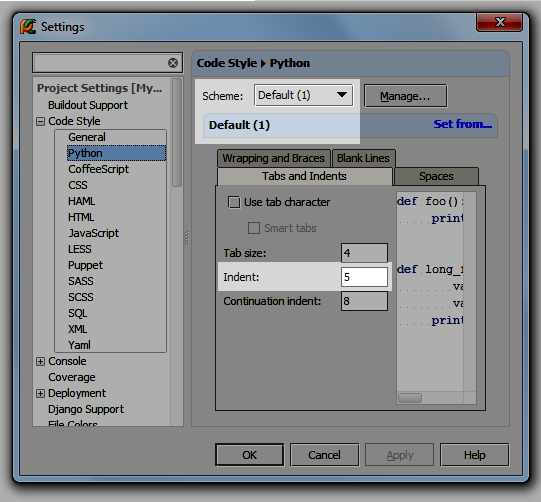 Settings
Project Settings [My...
Buildout Support
Code Style
General
Python
CoffeeScript
CSS
HAML
HTML
JavaScript
LESS
Puppet
SASS
SCSS
SQL
XML
Yaml
Console
Coverage
Deployment
Django Support
File Colors
Code Style ▸ Python
Scheme: Default (1) Manage...
Default (1) Set from...
Wrapping and Braces Blank Lines
Tabs and Indents Spaces
Use tab character
Smart tabs
Tab size: 4
Indent: 5
Continuation indent: 8
def foo():
print
def long_f
va
va
print
OK Cancel Apply Help